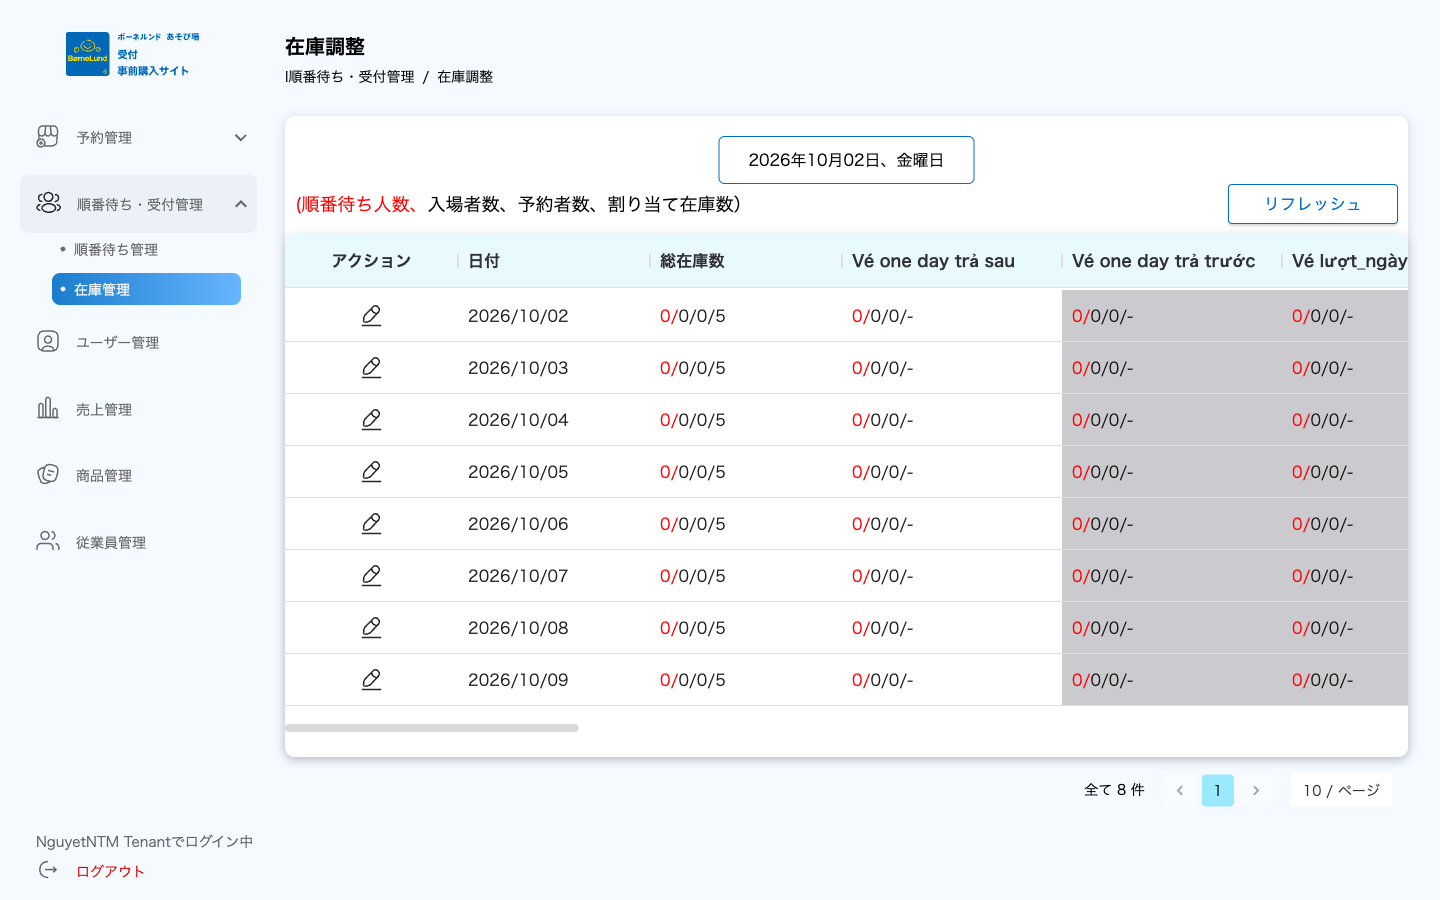 BørneLund
ボーネルンド あそび場
受付
事前購入サイト
予約管理
順番待ち・受付管理
• 順番待ち管理
• 在庫管理
ユーザー管理
売上管理
商品管理
従業員管理
NguyetNTM Tenantでログイン中
ログアウト
在庫調整
I順番待ち・受付管理 / 在庫調整
2026年10月02日、金曜日
(順番待ち人数、入場者数、予約者数、割り当て在庫数)
リフレッシュ
アクション 日付 総在庫数 Vé one day trả sau Vé one day trả trước Vé lượt_ngày
2026/10/02 0/0/0/5 0/0/0/- 0/0/0/- 0/0/0/-
2026/10/03 0/0/0/5 0/0/0/- 0/0/0/- 0/0/0/-
2026/10/04 0/0/0/5 0/0/0/- 0/0/0/- 0/0/0/-
2026/10/05 0/0/0/5 0/0/0/- 0/0/0/- 0/0/0/-
2026/10/06 0/0/0/5 0/0/0/- 0/0/0/- 0/0/0/-
2026/10/07 0/0/0/5 0/0/0/- 0/0/0/- 0/0/0/-
2026/10/08 0/0/0/5 0/0/0/- 0/0/0/- 0/0/0/-
2026/10/09 0/0/0/5 0/0/0/- 0/0/0/- 0/0/0/-
全て 8 件 1 10 / ページ